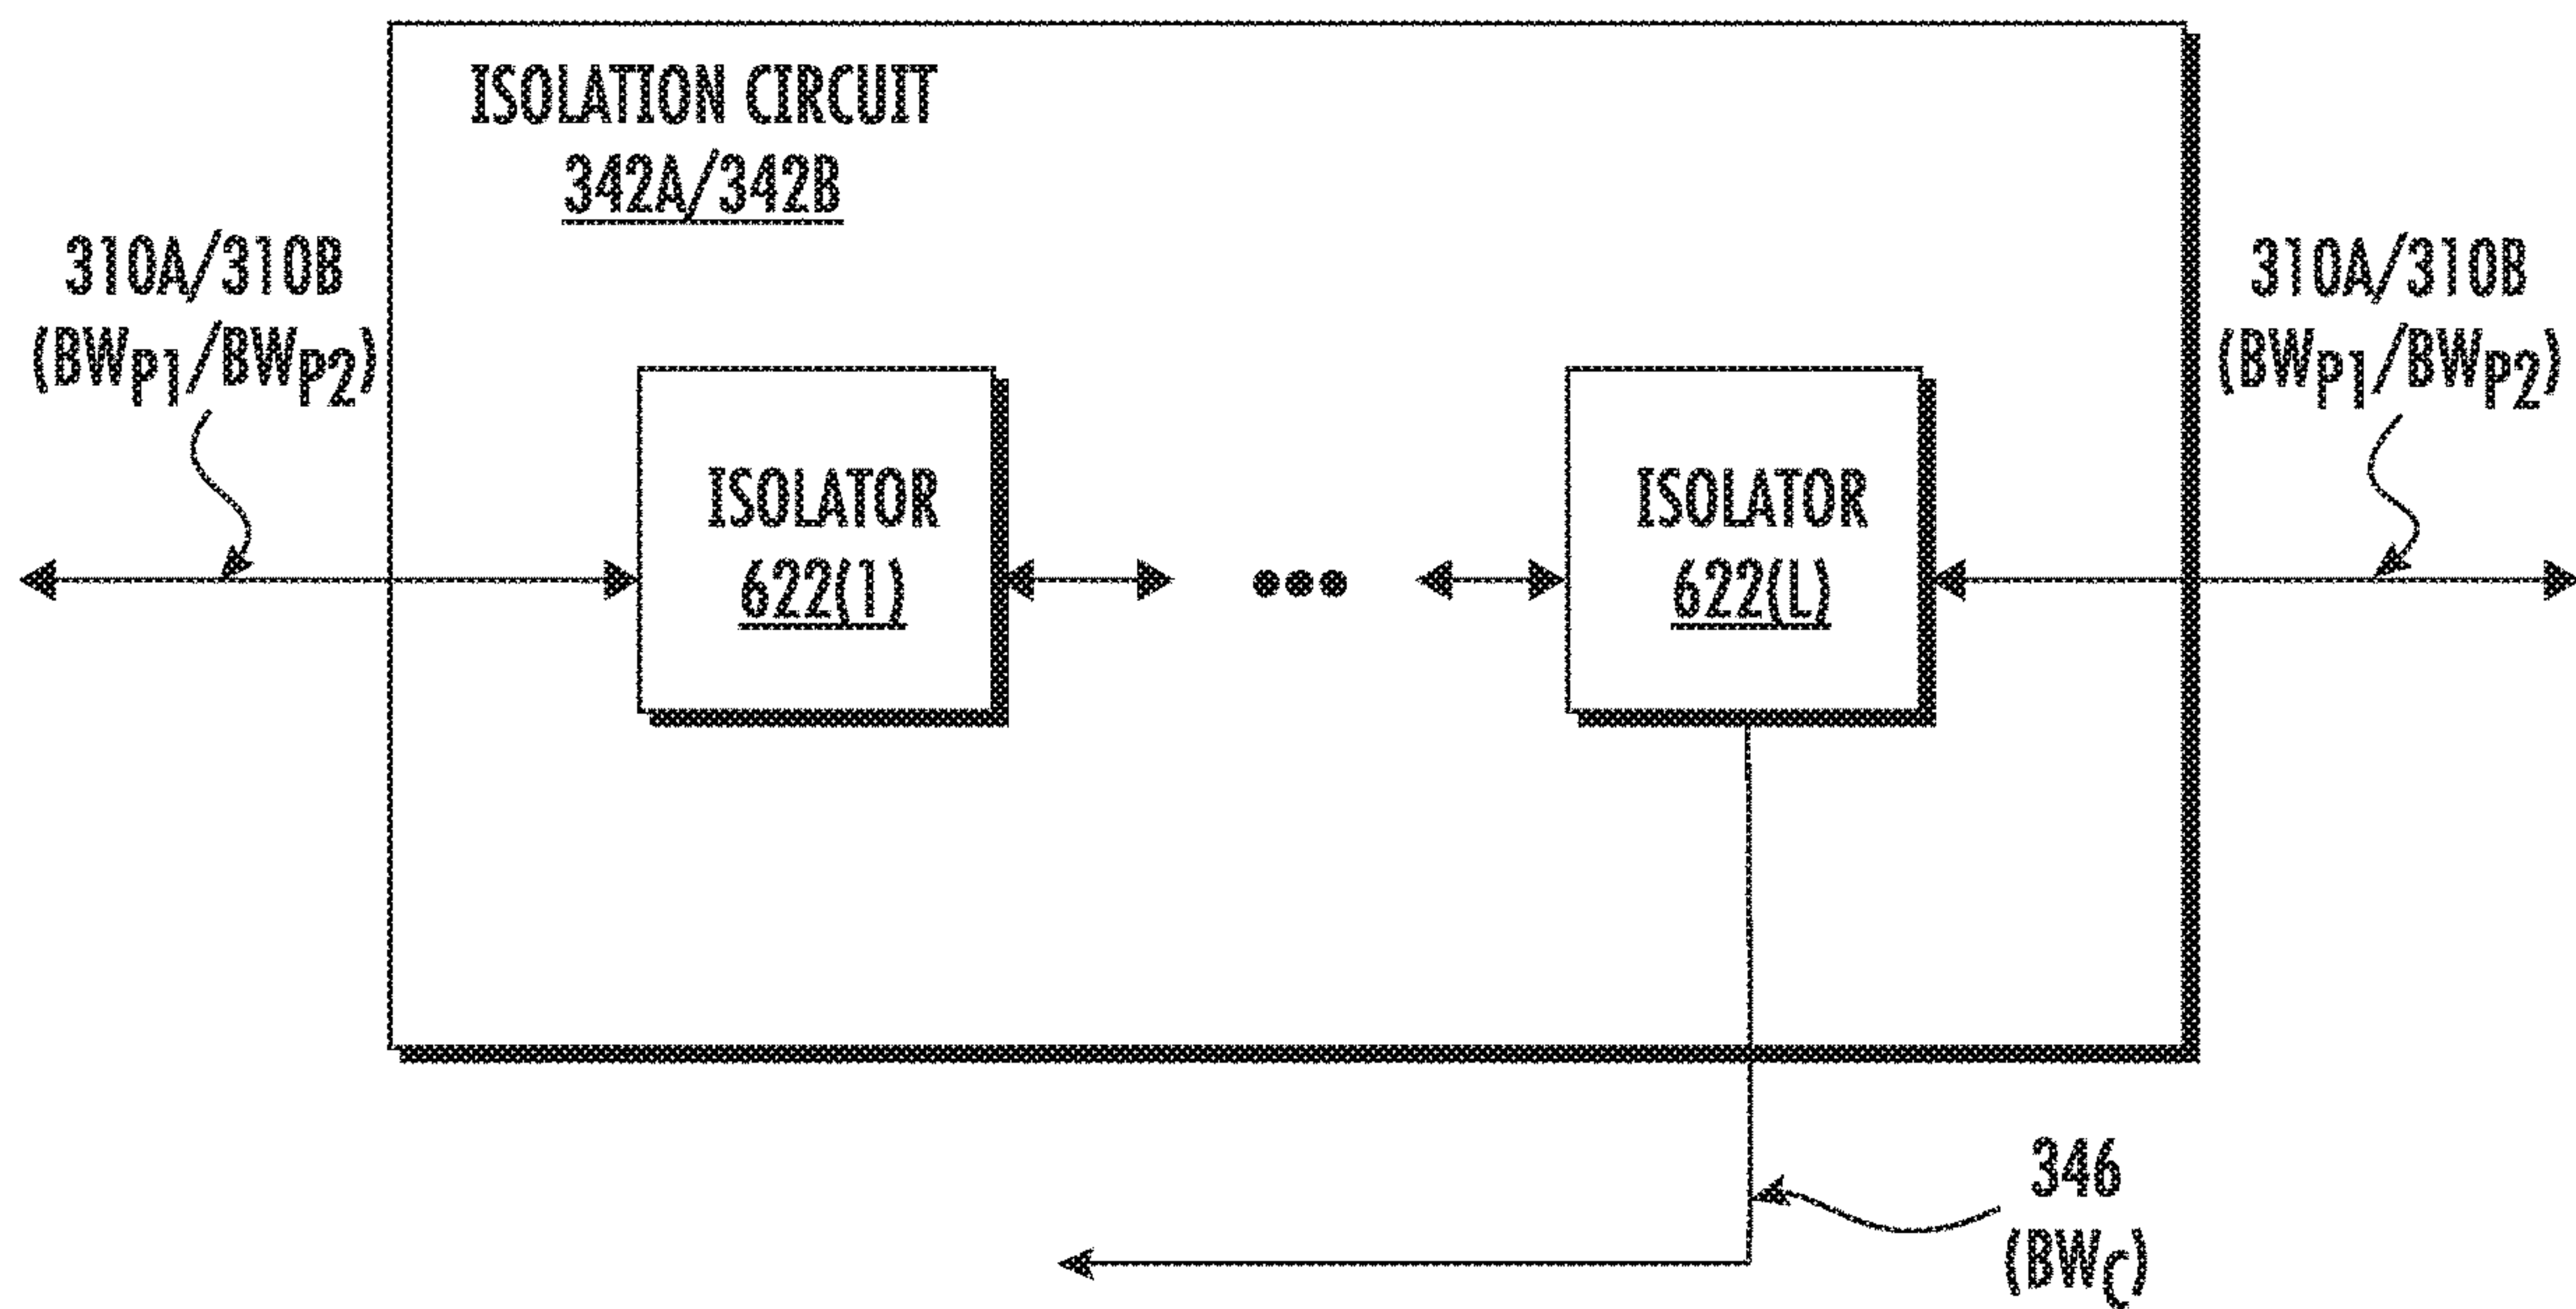 ISOLATION CIRCUIT
342A/342B
310A/310B
(BWP1/BWP2)
310A/310B
(BWP1/BWP2)
ISOLATOR
622(1)
ISOLATOR
622(L)
346
(BWC)